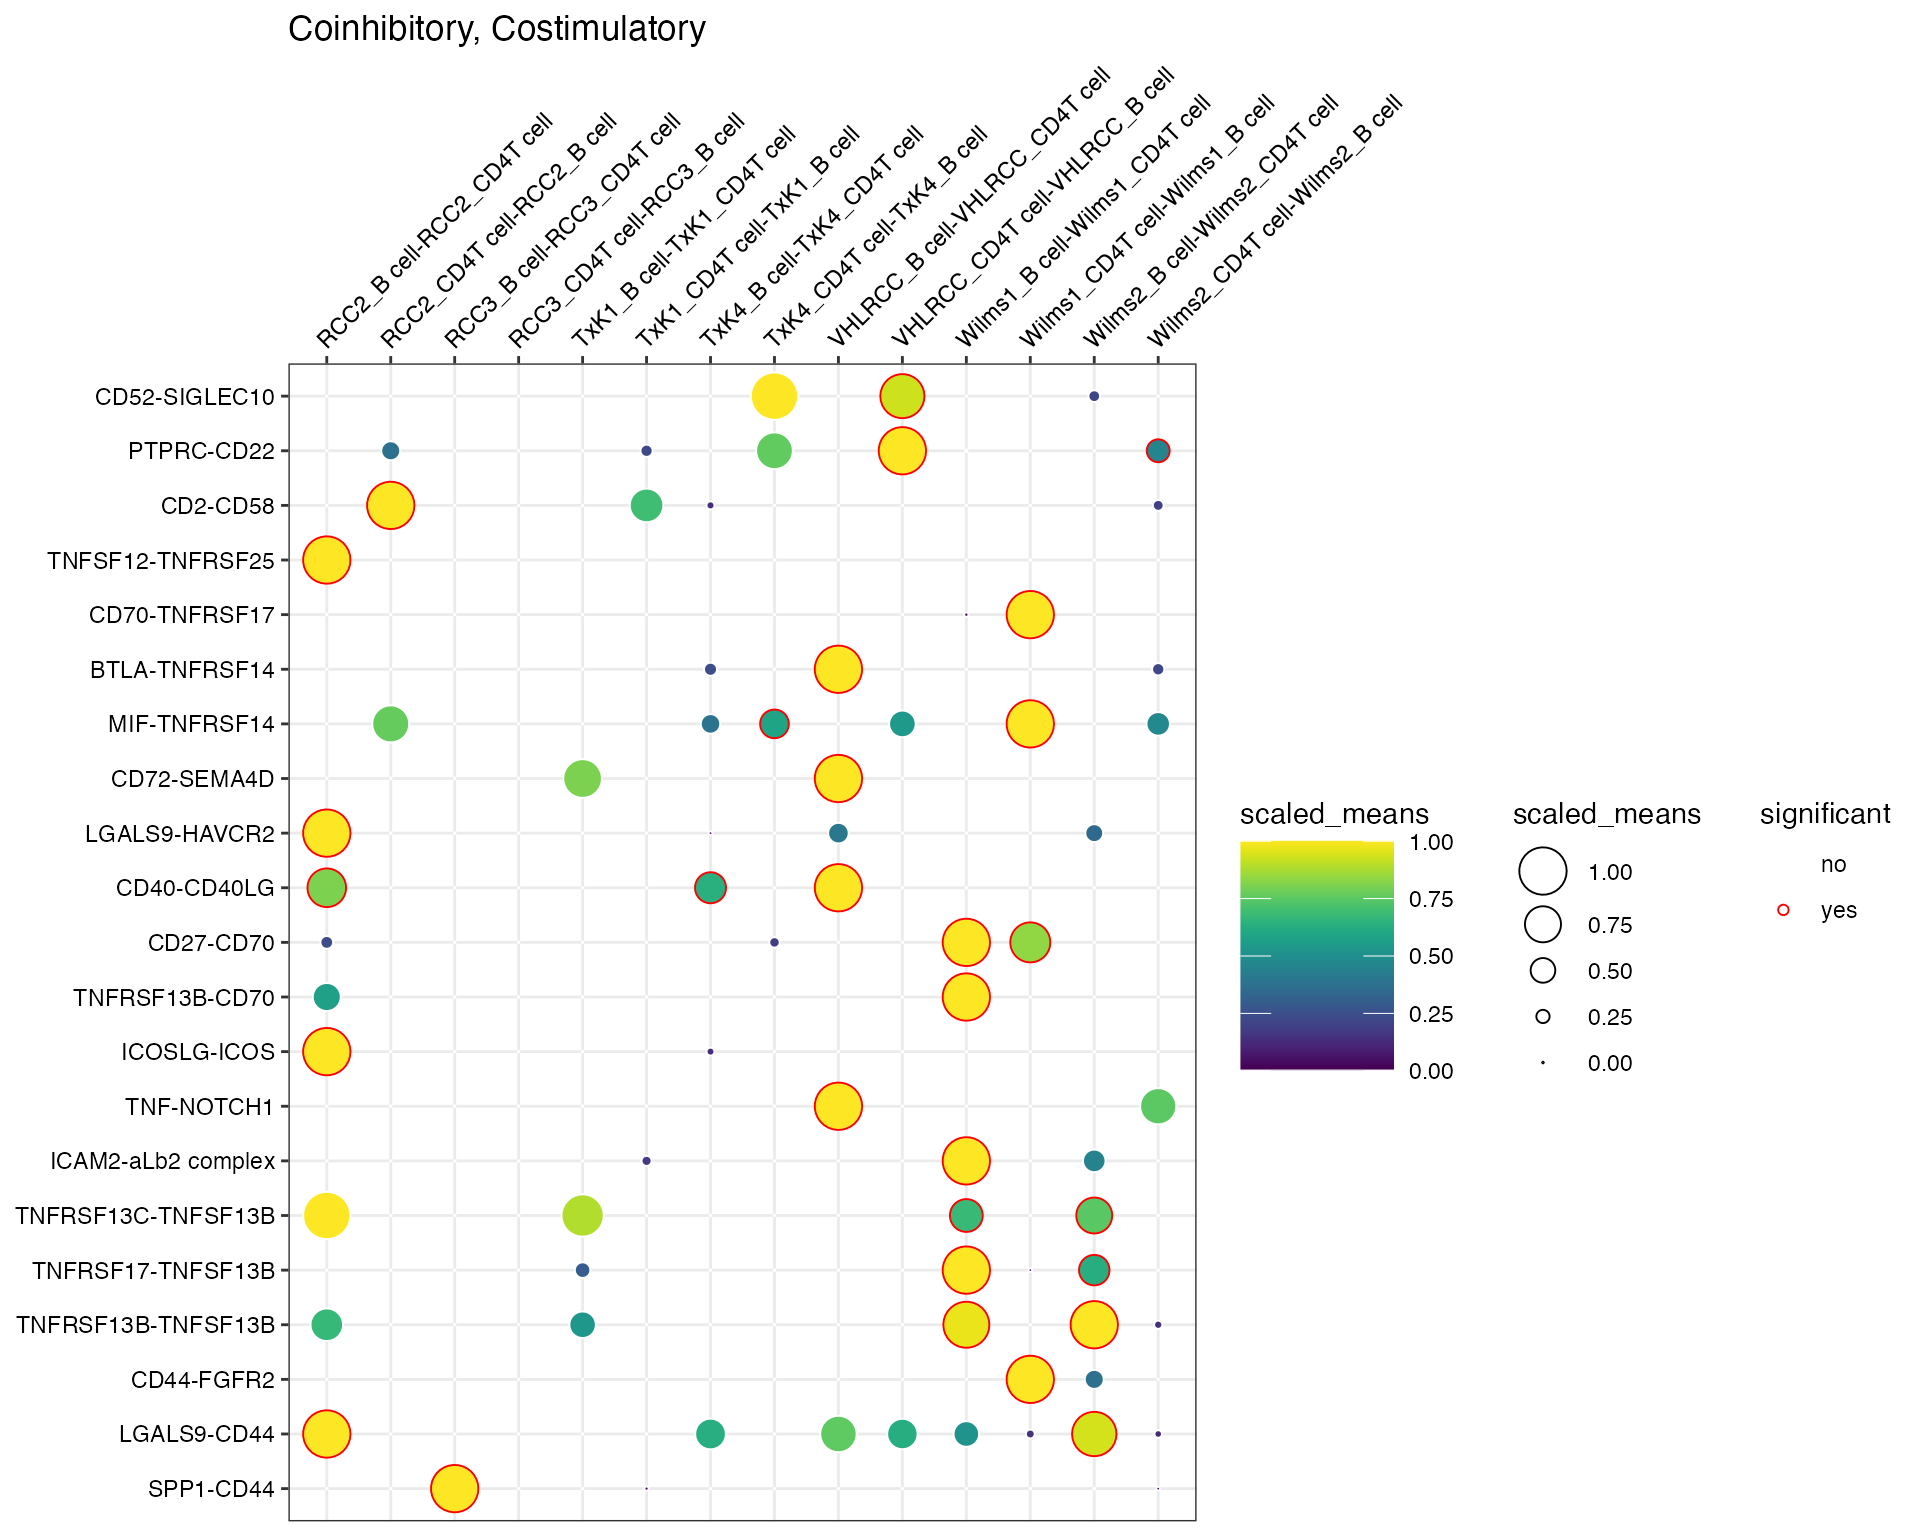 Coinhibitory, Costimulatory
RCC2_B cell-RCC2_CD4T cell
RCC2_CD4T cell-RCC2_B cell
RCC3_B cell-RCC3_CD4T cell
RCC3_CD4T cell-RCC3_B cell
TxK1_B cell-TxK1_CD4T cell
TxK1_CD4T cell-TxK1_B cell
TxK4_B cell-TxK4_CD4T cell
TxK4_CD4T cell-TxK4_B cell
VHLRCC_B cell-VHLRCC_CD4T cell
VHLRCC_CD4T cell-VHLRCC_B cell
Wilms1_B cell-Wilms1_CD4T cell
Wilms1_CD4T cell-Wilms1_B cell
Wilms2_B cell-Wilms2_CD4T cell
Wilms2_CD4T cell-Wilms2_B cell
CD52-SIGLEC10
PTPRC-CD22
CD2-CD58
TNFSF12-TNFRSF25
CD70-TNFRSF17
BTLA-TNFRSF14
MIF-TNFRSF14
CD72-SEMA4D
LGALS9-HAVCR2
CD40-CD40LG
CD27-CD70
TNFRSF13B-CD70
ICOSLG-ICOS
TNF-NOTCH1
ICAM2-aLb2 complex
TNFRSF13C-TNFSF13B
TNFRSF17-TNFSF13B
TNFRSF13B-TNFSF13B
CD44-FGFR2
LGALS9-CD44
SPP1-CD44
scaled_means
1.00
0.75
0.50
0.25
0.00
scaled_means
1.00
0.75
0.50
0.25
0.00
significant
no
yes